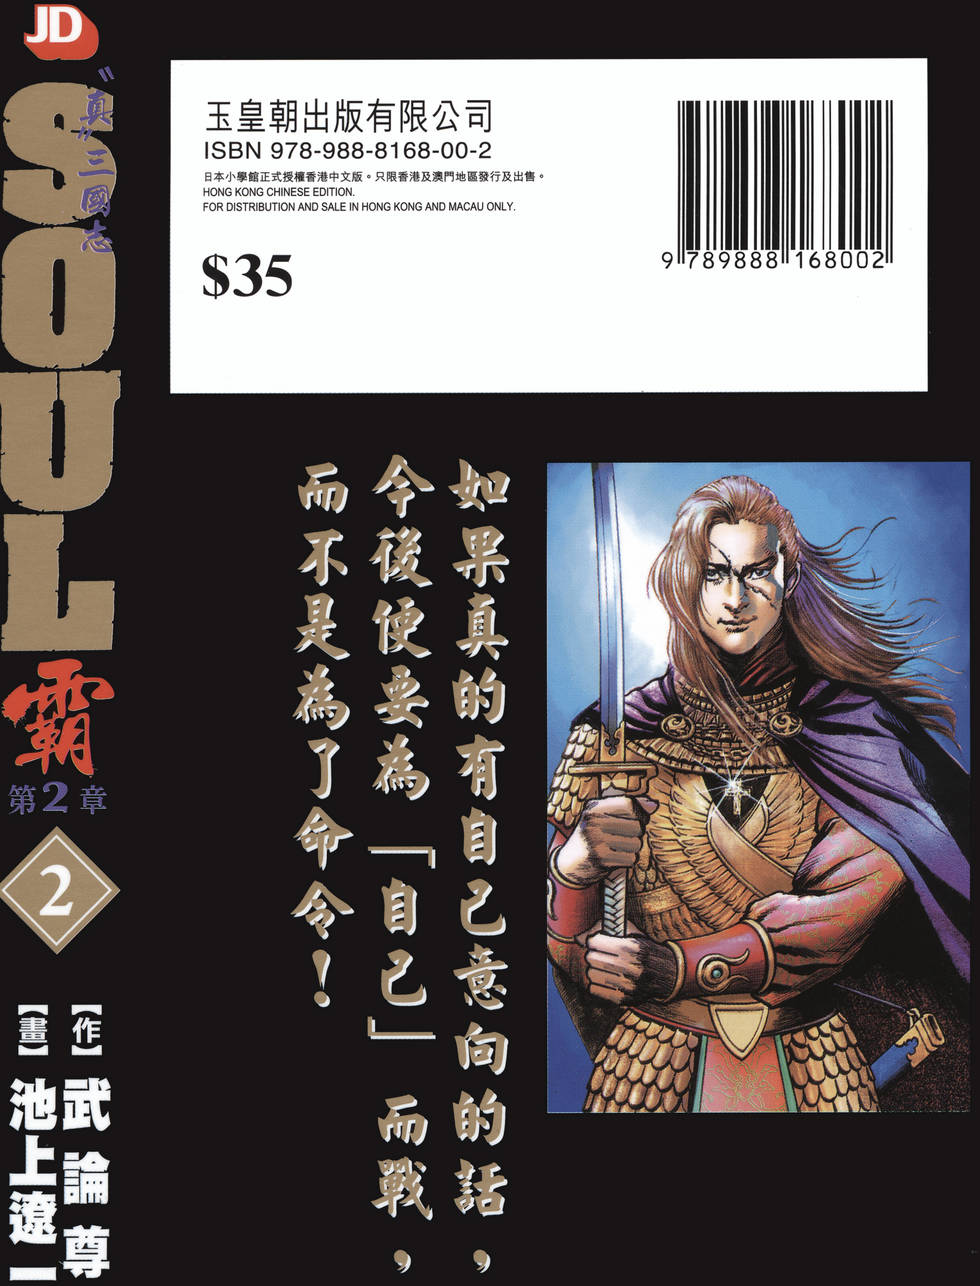 JD
SOUL
"真"三國志
霸
第2章
2
【作】武論尊
【畫】池上遼一
玉皇朝出版有限公司
ISBN 978-988-8168-00-2
日本小學館正式授權香港中文版。只限香港及澳門地區發行及出售。
HONG KONG CHINESE EDITION.
FOR DISTRIBUTION AND SALE IN HONG KONG AND MACAU ONLY.
$35
9 789888 168002
如果真的有自己意向的話，
今後便要為「自己」而戰，
而不是為了命令！